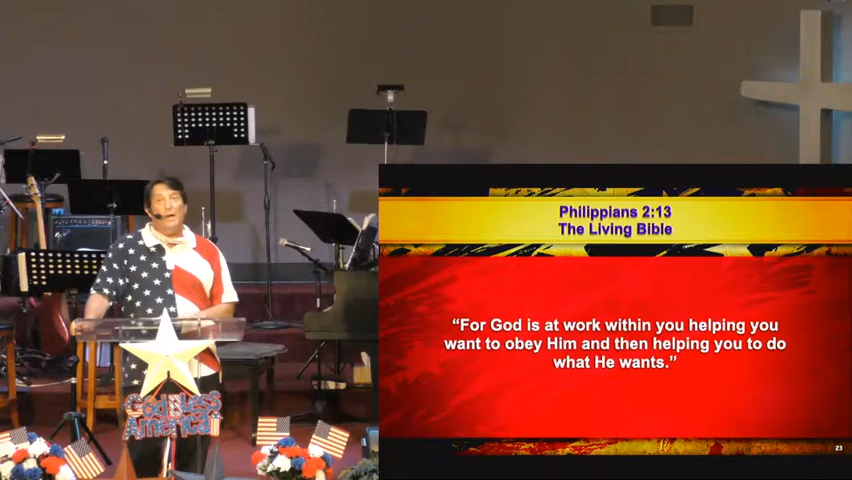 Philippians 2:13
The Living Bible
“For God is at work within you helping you
want to obey Him and then helping you to do
what He wants.”
23
God Bless
America